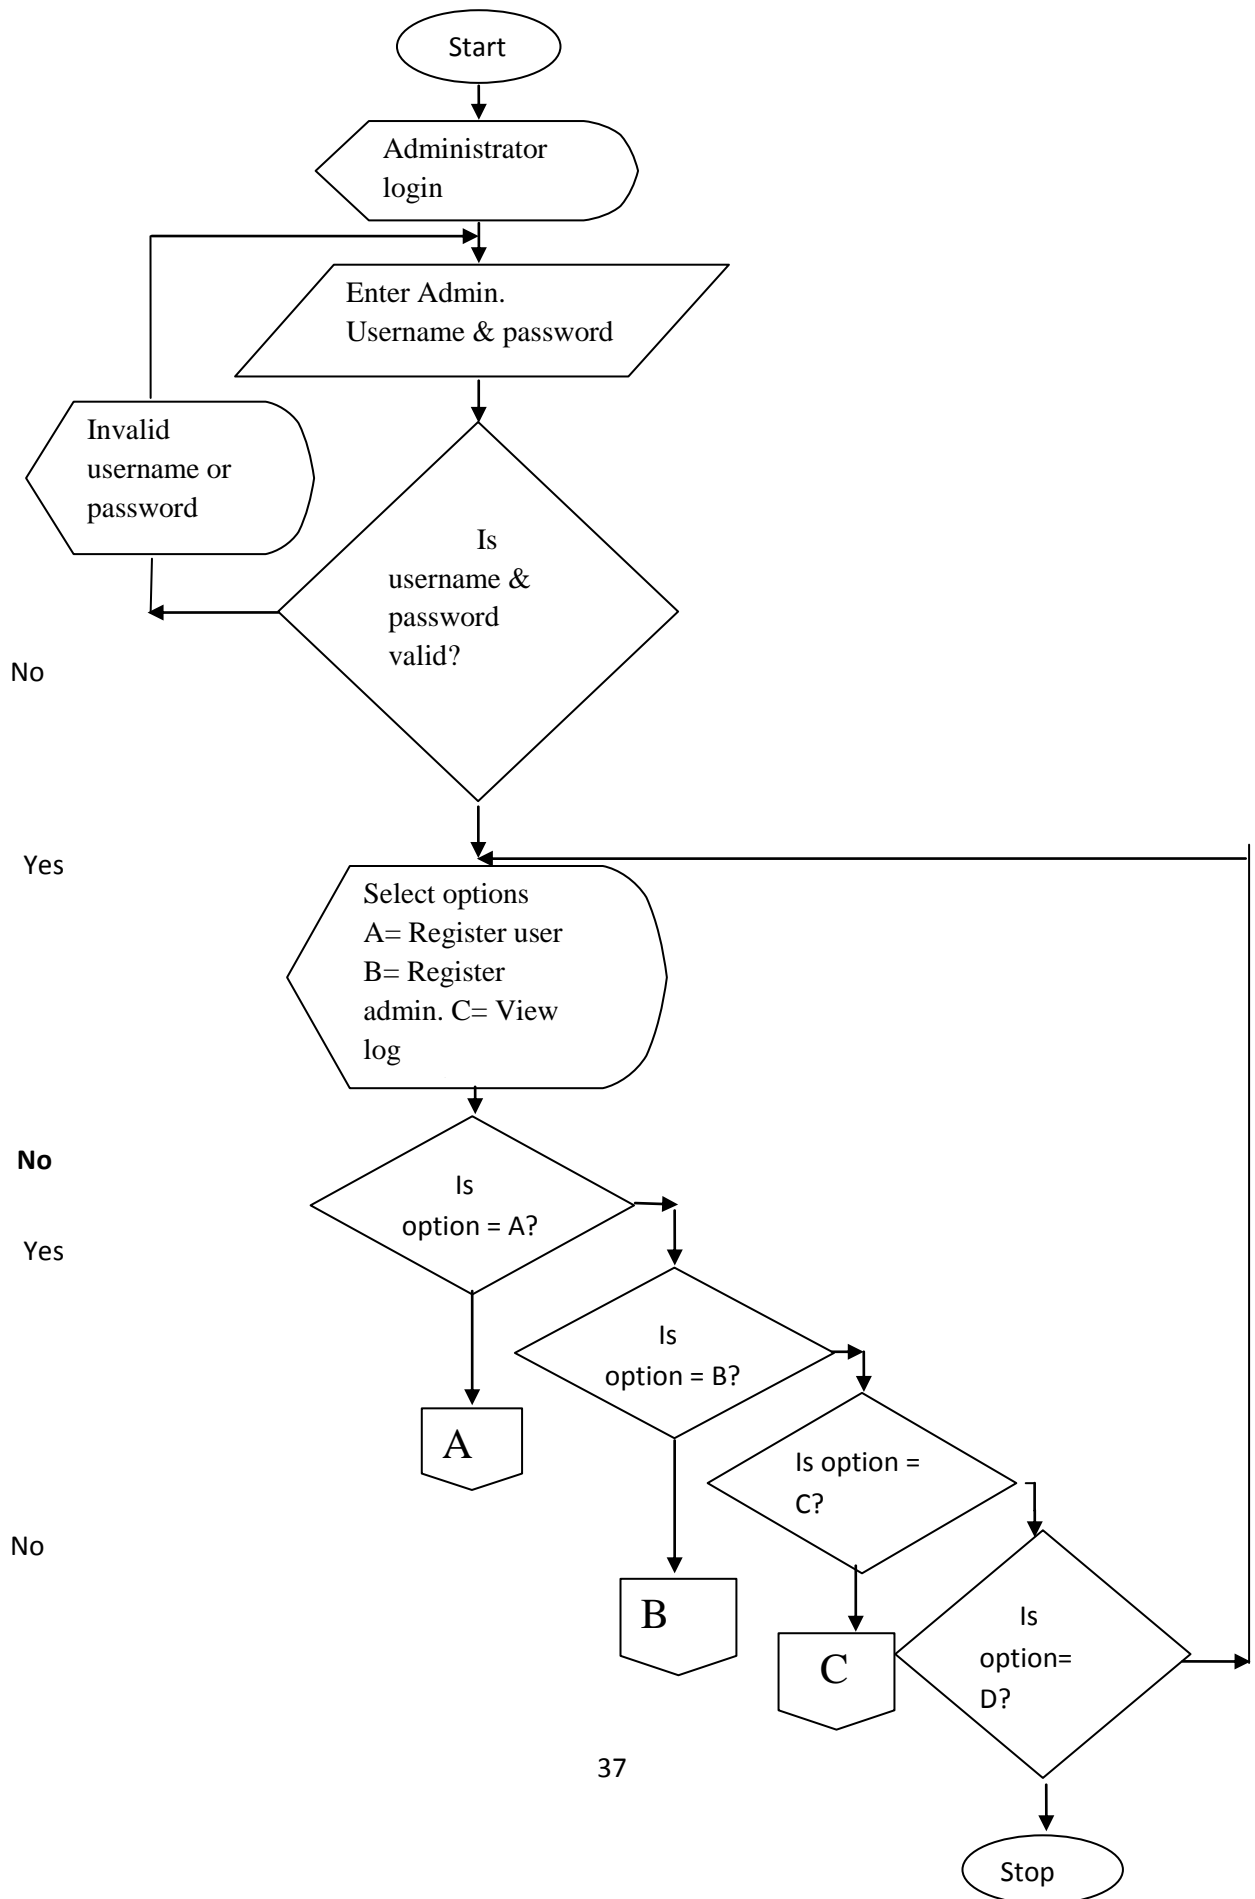 Start
Administrator
login
Enter Admin.
Username & password
Invalid
username or
password
Is
username &
password
valid?
No
Yes
Select options
A= Register user
B= Register
admin. C= View
log
No
Is
option = A?
Yes
Is
option = B?
A
Is option =
C?
No
B
Is
option=
D?
C
37
Stop